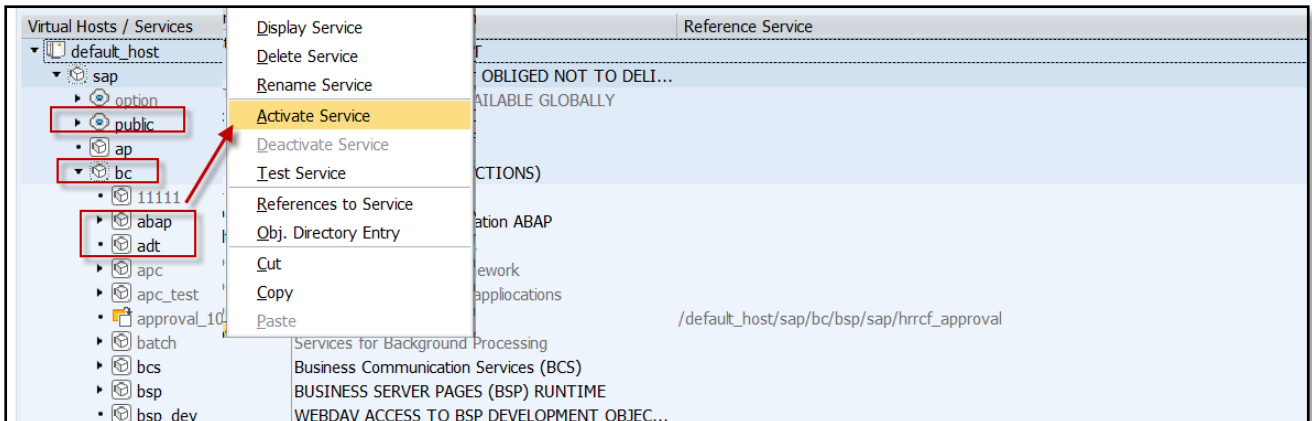 Virtual Hosts / Services Reference Service
default_host
sap OBLIGED NOT TO DELI...
option AILABLE GLOBALLY
public
ap
bc CTIONS)
11111
abap ation ABAP
adt
apc ework
apc_test applocations
approval_10 /default_host/sap/bc/bsp/sap/hrrcf_approval
batch Services for Background Processing
bcs Business Communication Services (BCS)
bsp BUSINESS SERVER PAGES (BSP) RUNTIME
bsp_dev WEBDAV ACCESS TO BSP DEVELOPMENT OBJEC...
Display Service
Delete Service
Rename Service
Activate Service
Deactivate Service
Test Service
References to Service
Obj. Directory Entry
Cut
Copy
Paste